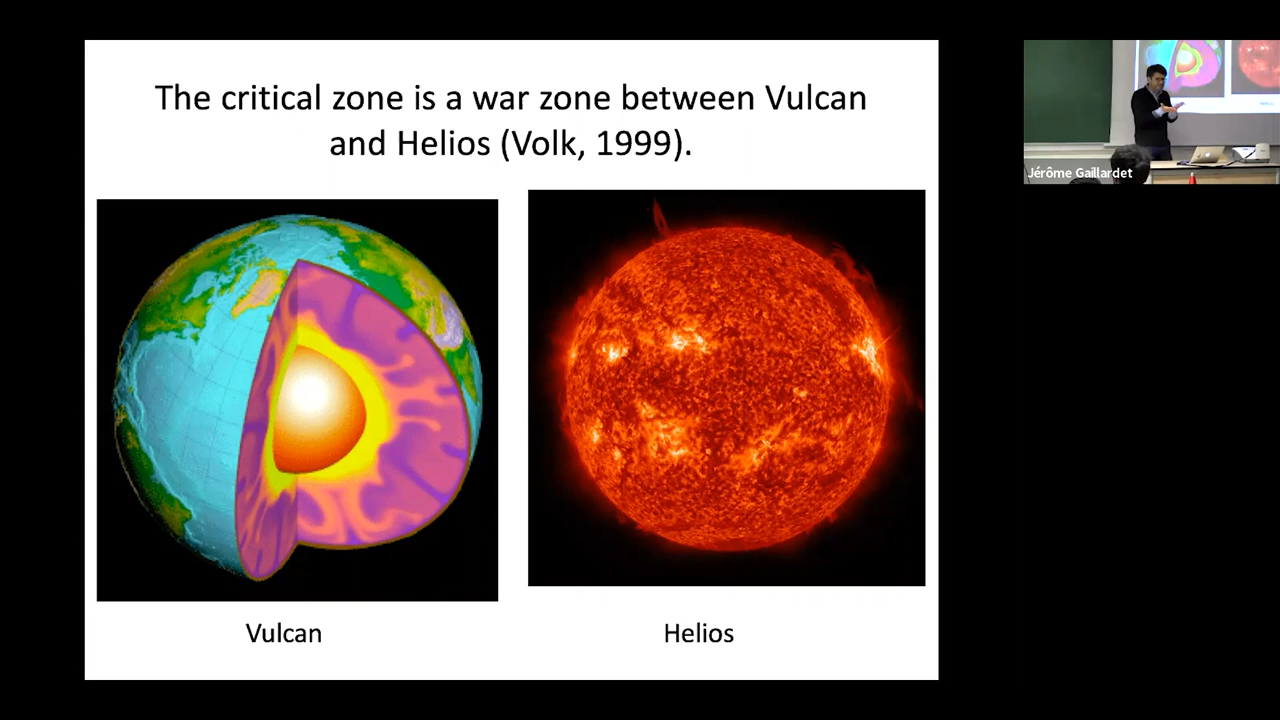 The critical zone is a war zone between Vulcan
and Helios (Volk, 1999).
Vulcan
Helios
Jérôme Gaillardet